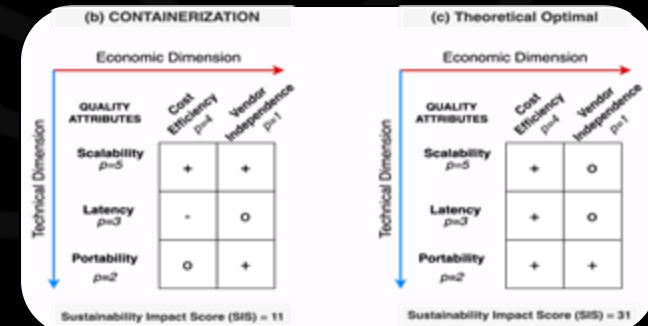 (b) CONTAINERIZATION
Economic Dimension
Technical Dimension
QUALITY
ATTRIBUTES
Cost
Efficiency
p=4
Vendor
Independence
p=1
Scalability
p=5
+ +
Latency
p=3
- o
Portability
p=2
o +
Sustainability Impact Score (SIS) = 11
(c) Theoretical Optimal
Economic Dimension
Technical Dimension
QUALITY
ATTRIBUTES
Cost
Efficiency
p=4
Vendor
Independence
p=1
Scalability
p=5
+ o
Latency
p=3
+ o
Portability
p=2
+ +
Sustainability Impact Score (SIS) = 31